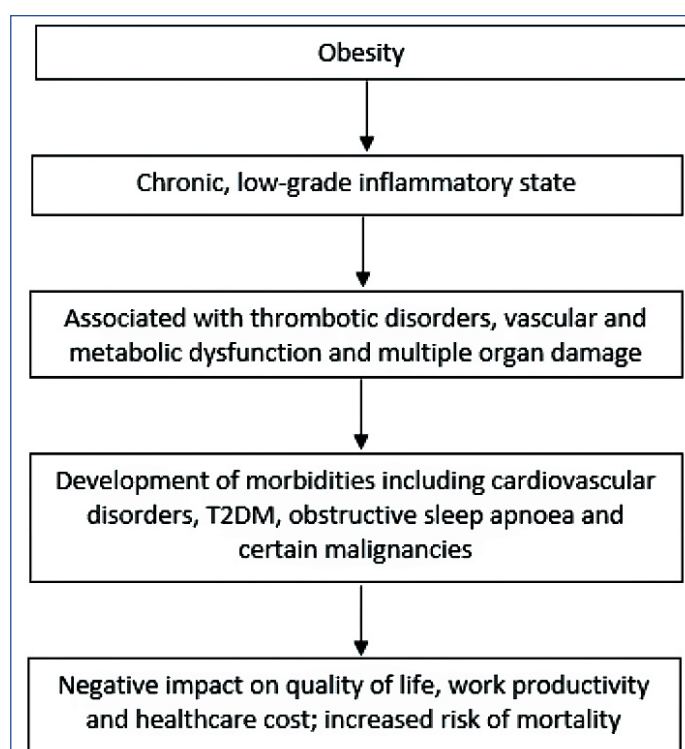 Obesity
Chronic, low-grade inflammatory state
Associated with thrombotic disorders, vascular and
metabolic dysfunction and multiple organ damage
Development of morbidities including cardiovascular
disorders, T2DM, obstructive sleep apnoea and
certain malignancies
Negative impact on quality of life, work productivity
and healthcare cost; increased risk of mortality